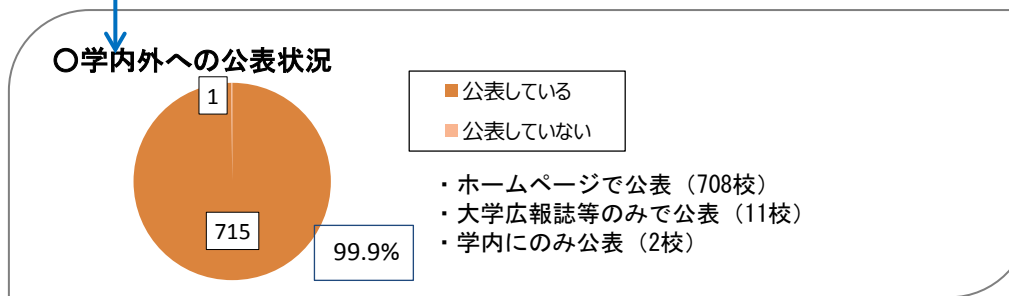 〇学内外への公表状況
1
■公表している
■公表していない
・ホームページで公表（708校）
・大学広報誌等のみで公表（11校）
・学内にのみ公表（2校）
715
99.9%